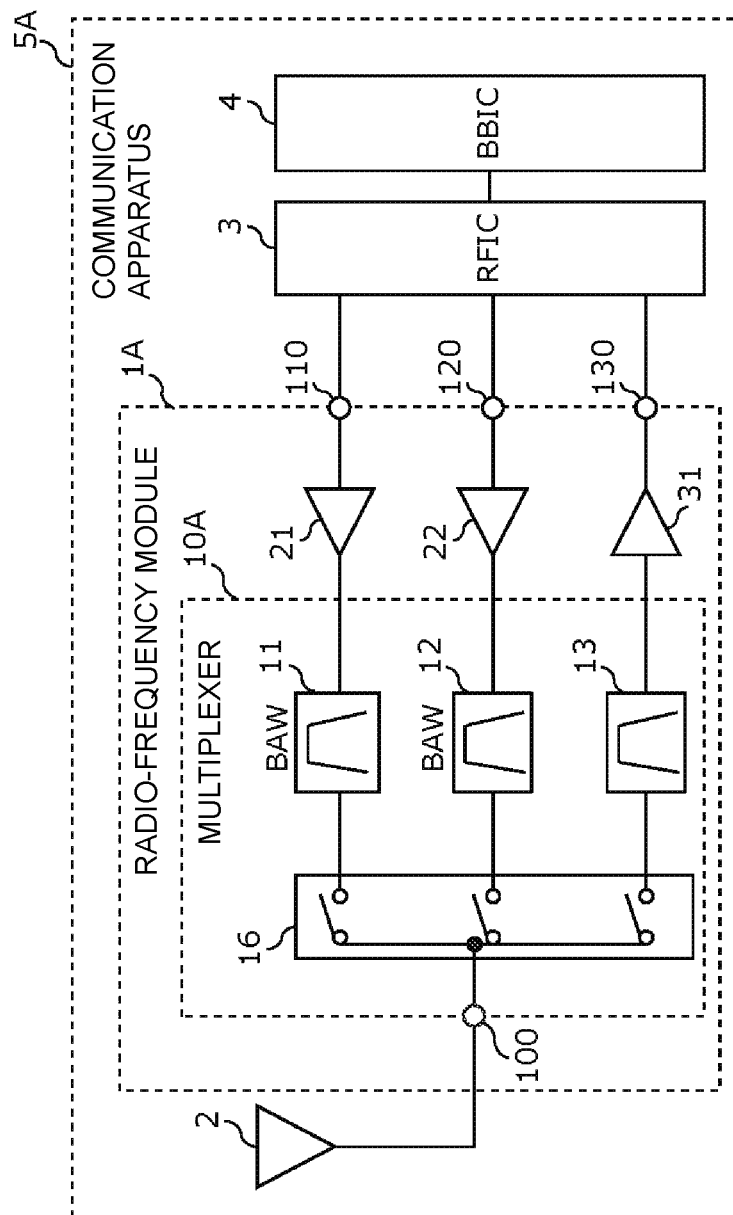 5A
COMMUNICATION
APPARATUS
1A
RADIO-FREQUENCY MODULE
10A
MULTIPLEXER
2
100
16
BAW
11
21
110
3
RFIC
4
BBIC
BAW
12
22
120
13
31
130